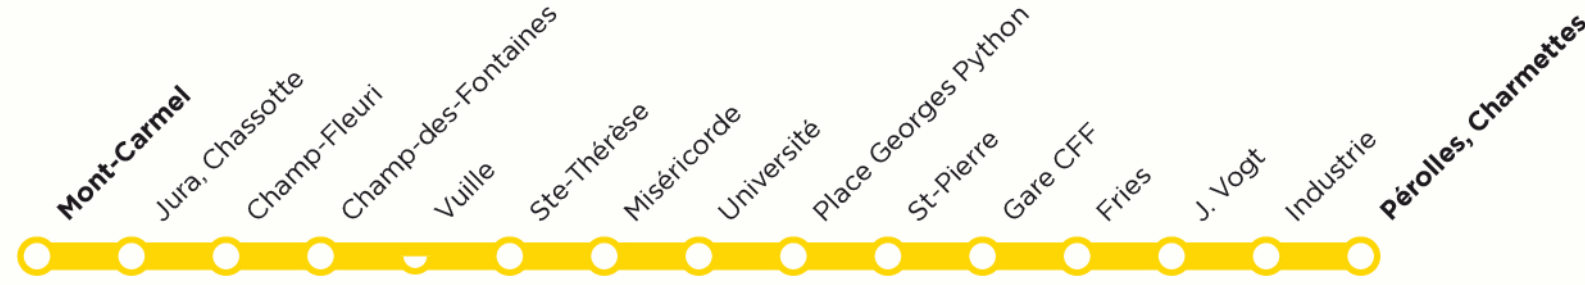 Mont-Carmel
Jura, Chassotte
Champ-Fleuri
Champ-des-Fontaines
Vuille
Ste-Thérèse
Miséricorde
Université
Place Georges Python
St-Pierre
Gare CFF
Fries
J. Vogt
Industrie
Pérolles, Charmettes